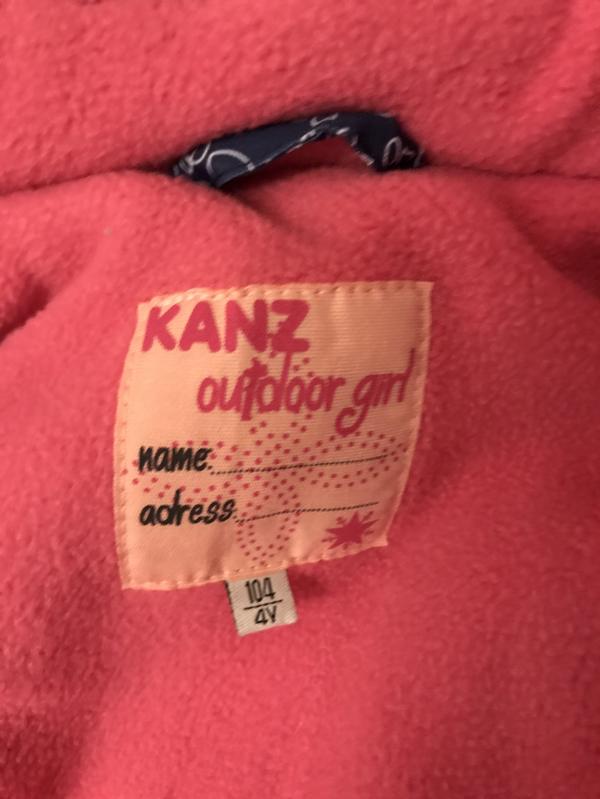 KANZ
outdoor girl
name
adress
104
4Y